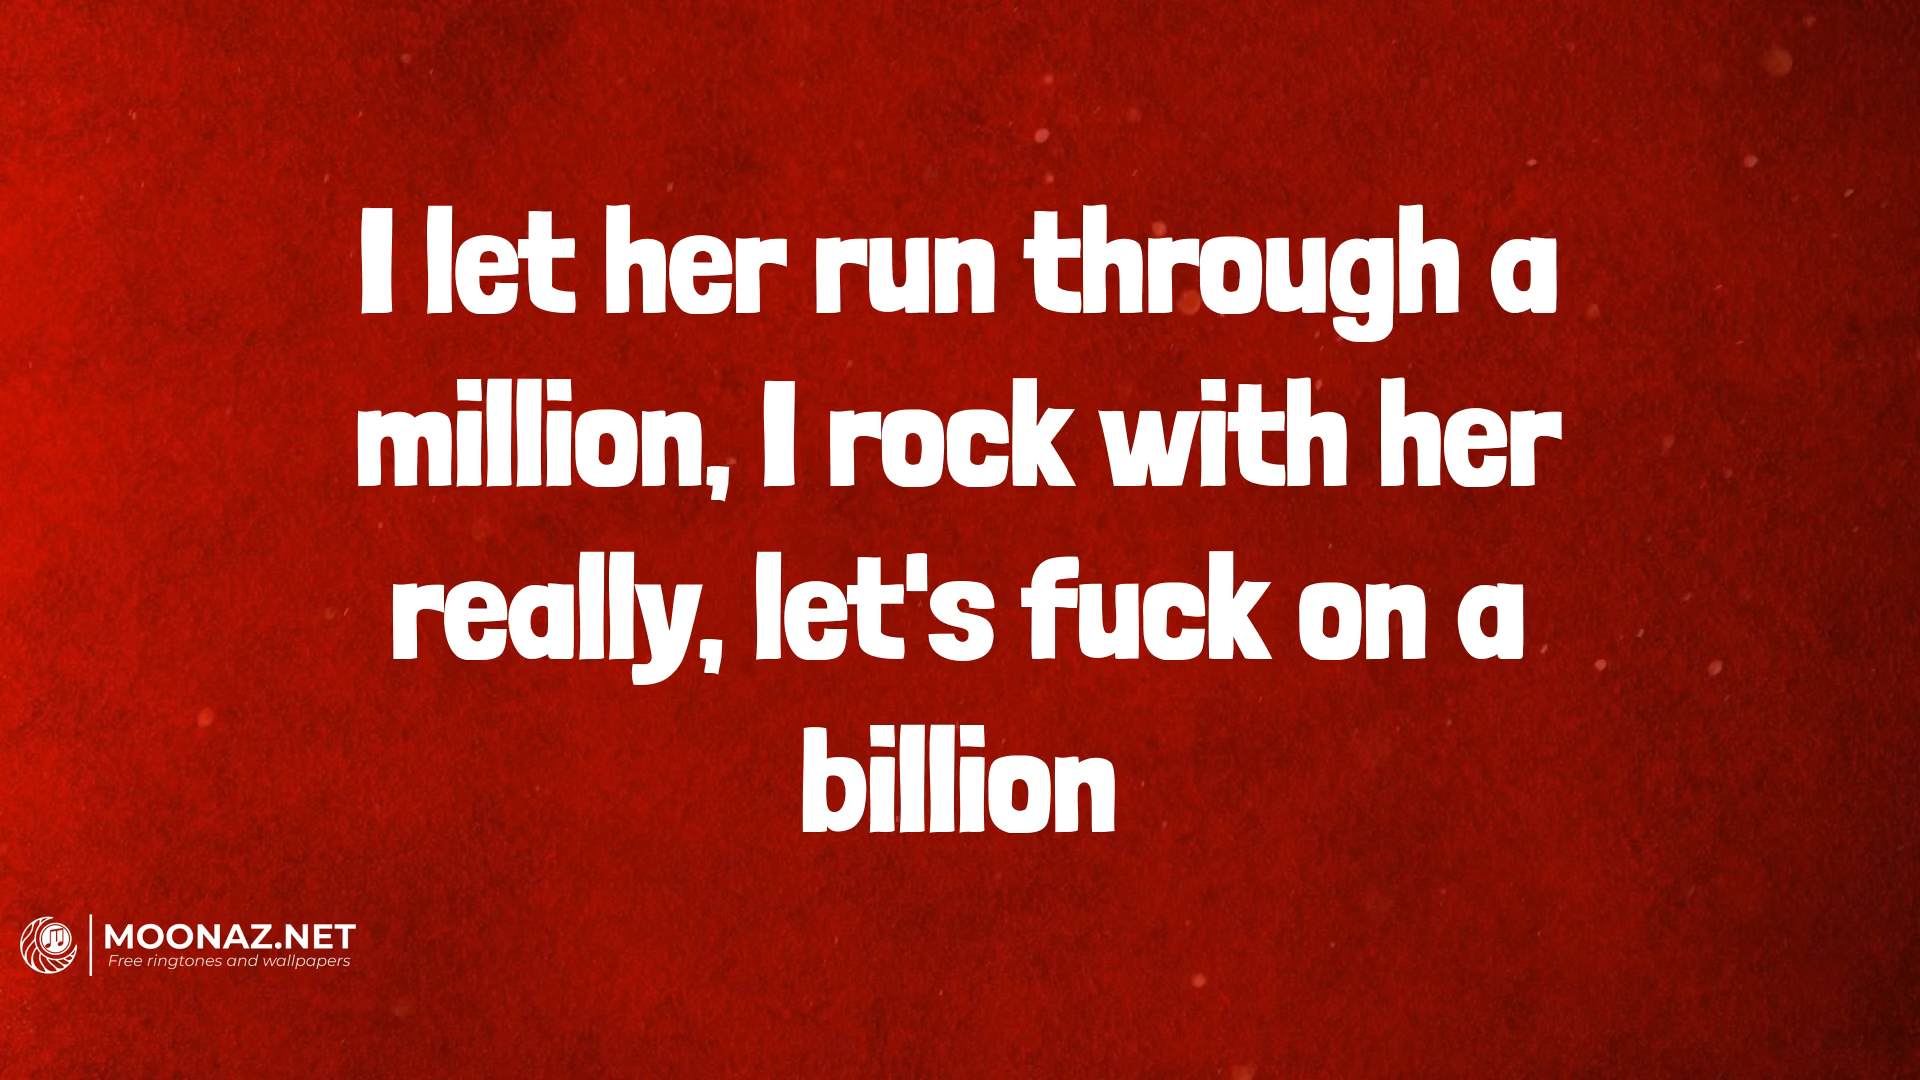 I let her run through a
million, I rock with her
really, let's fuck on a
billion
MOONAZ.NET
Free ringtones and wallpapers